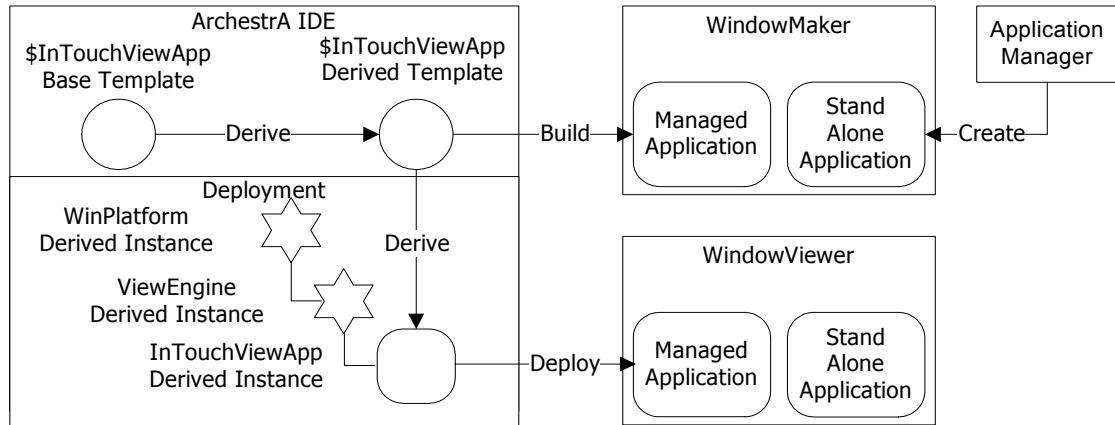 ArchestrA IDE
$InTouchViewApp
Base Template
$InTouchViewApp
Derived Template
Derive
Build
WindowMaker
Managed
Application
Stand
Alone
Application
Create
Application
Manager
Deployment
WinPlatform
Derived Instance
Derive
ViewEngine
Derived Instance
InTouchViewApp
Derived Instance
Deploy
WindowViewer
Managed
Application
Stand
Alone
Application